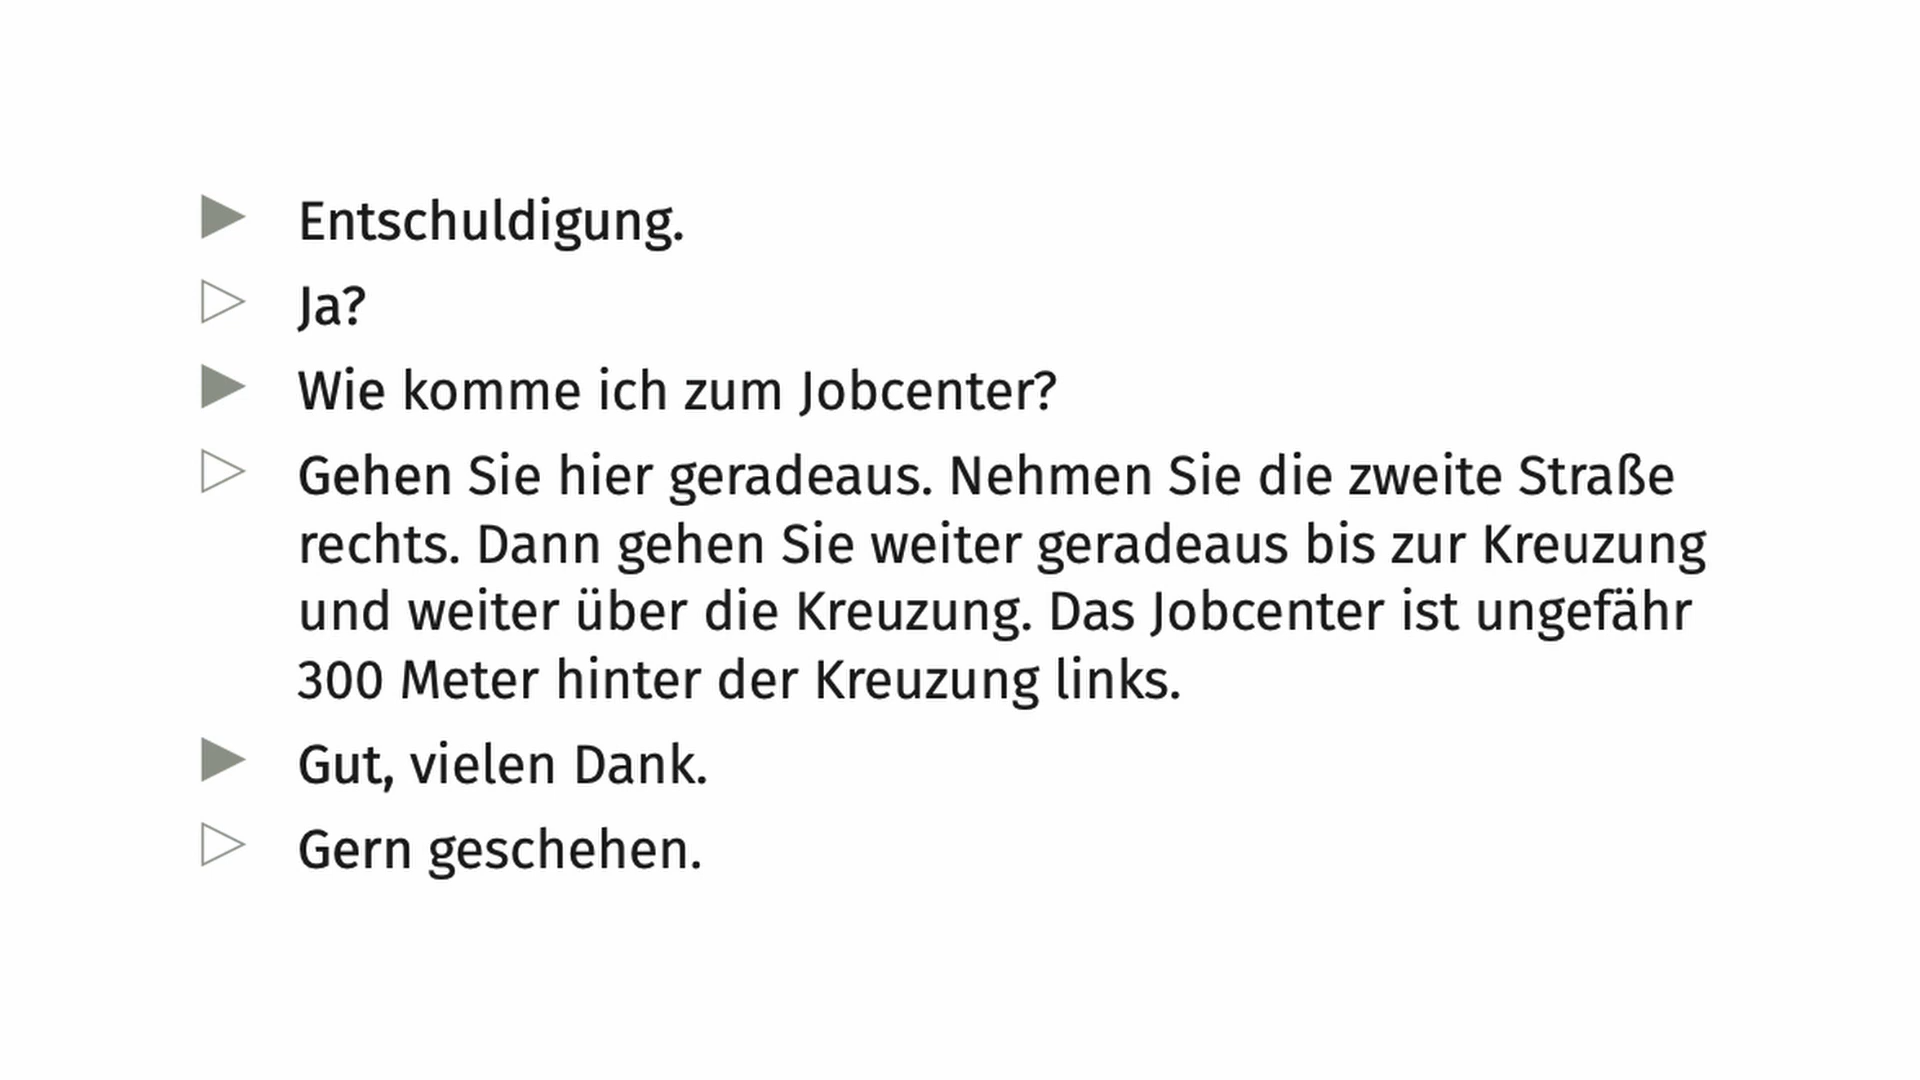 Entschuldigung.
Ja?
Wie komme ich zum Jobcenter?
Gehen Sie hier geradeaus. Nehmen Sie die zweite Straße
rechts. Dann gehen Sie weiter geradeaus bis zur Kreuzung
und weiter über die Kreuzung. Das Jobcenter ist ungefähr
300 Meter hinter der Kreuzung links.
Gut, vielen Dank.
Gern geschehen.